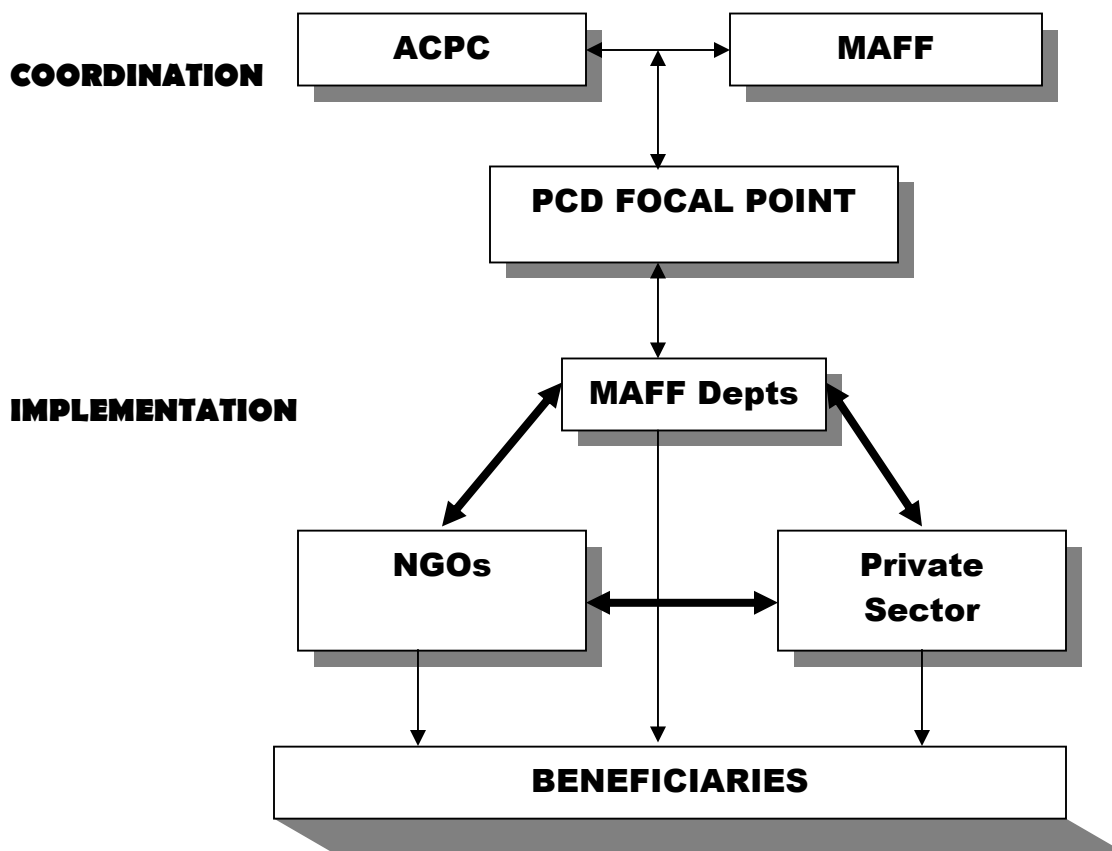 ACPC
MAFF
COORDINATION
PCD FOCAL POINT
MAFF Depts
IMPLEMENTATION
NGOs
Private
Sector
BENEFICIARIES